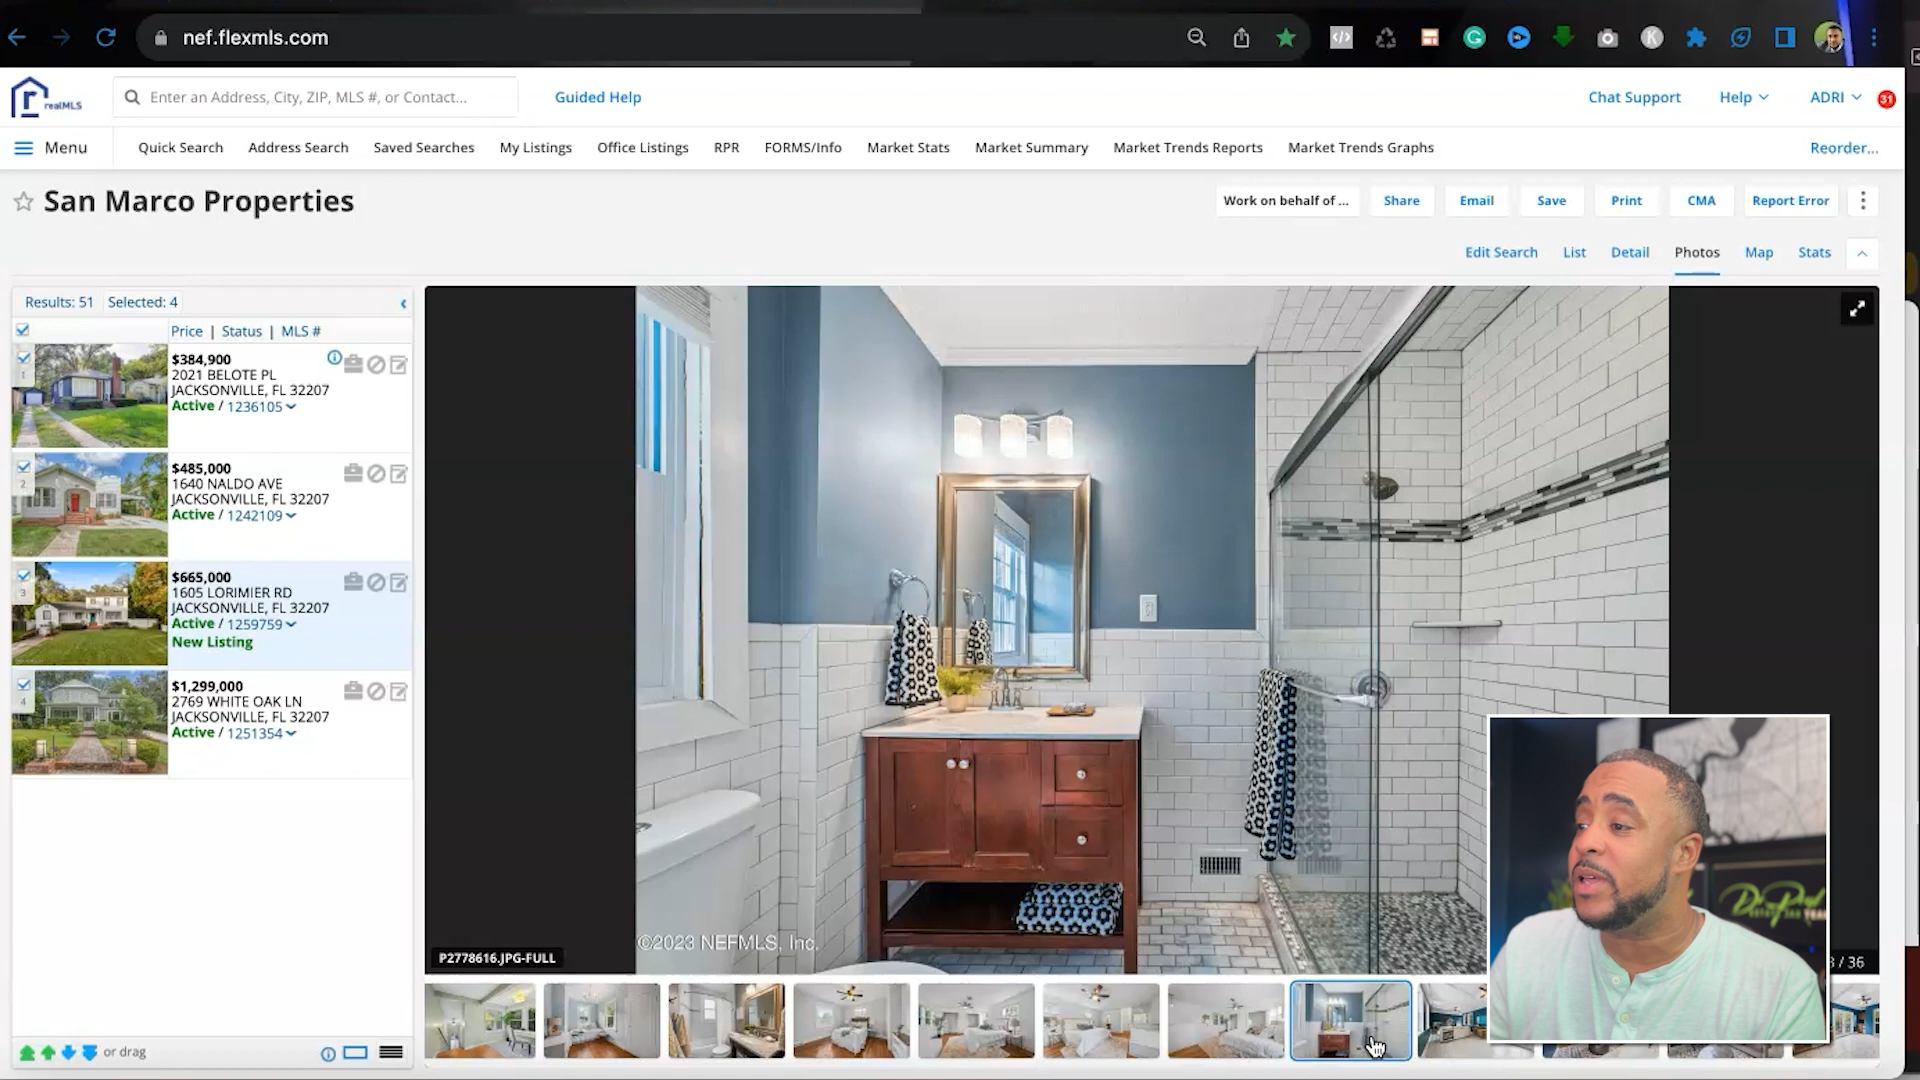 nef.flexmls.com
realMLS
Enter an Address, City, ZIP, MLS #, or Contact...
Guided Help
Chat Support
Help
ADRI
31
Menu
Quick Search
Address Search
Saved Searches
My Listings
Office Listings
RPR
FORMS/Info
Market Stats
Market Summary
Market Trends Reports
Market Trends Graphs
Reorder...
San Marco Properties
Work on behalf of ...
Share
Email
Save
Print
CMA
Report Error
Edit Search
List
Detail
Photos
Map
Stats
Results: 51 Selected: 4
Price | Status | MLS #
1
$384,900
2021 BELOTE PL
JACKSONVILLE, FL 32207
Active / 1236105
2
$485,000
1640 NALDO AVE
JACKSONVILLE, FL 32207
Active / 1242109
3
$665,000
1605 LORIMIER RD
JACKSONVILLE, FL 32207
Active / 1259759
New Listing
4
$1,299,000
2769 WHITE OAK LN
JACKSONVILLE, FL 32207
Active / 1251354
©2023 NEFMLS, Inc.
P2778616.JPG-FULL
/ 36
or drag